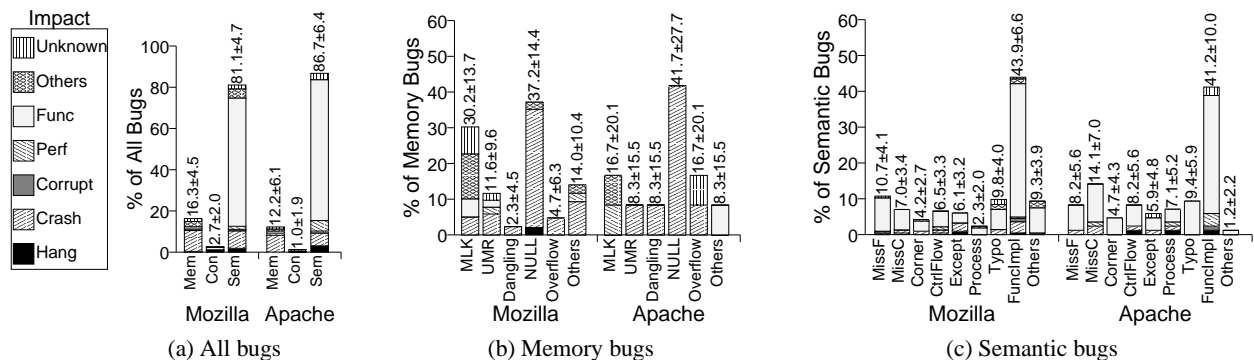 Impact
Unknown
Others
Func
Perf
Corrupt
Crash
Hang
% of All Bugs
100
80
60
40
20
0
16.3±4.5
2.7±2.0
81.1±4.7
12.2±6.1
1.0±1.9
86.7±6.4
Mem
Con
Sem
Mem
Con
Sem
Mozilla
Apache
(a) All bugs
% of Memory Bugs
60
50
40
30
20
10
0
30.2±13.7
11.6±9.6
2.3±4.5
37.2±14.4
4.7±6.3
14.0±10.4
16.7±20.1
8.3±15.5
8.3±15.5
41.7±27.7
16.7±20.1
8.3±15.5
MLK
UMR
Dangling
NULL
Overflow
Others
MLK
UMR
Dangling
NULL
Overflow
Others
Mozilla
Apache
(b) Memory bugs
% of Semantic Bugs
60
50
40
30
20
10
0
10.7±4.1
7.0±3.4
4.2±2.7
6.5±3.3
6.1±3.2
2.3±2.0
9.8±4.0
43.9±6.6
9.3±3.9
8.2±5.6
14.1±7.0
4.7±4.3
8.2±5.6
5.9±4.8
7.1±5.2
9.4±5.9
41.2±10.0
1.2±2.2
MissF
MissC
Corner
CtrlFlow
Except
Process
Typo
FuncImpl
Others
MissF
MissC
Corner
CtrlFlow
Except
Process
Typo
FuncImpl
Others
Mozilla
Apache
(c) Semantic bugs